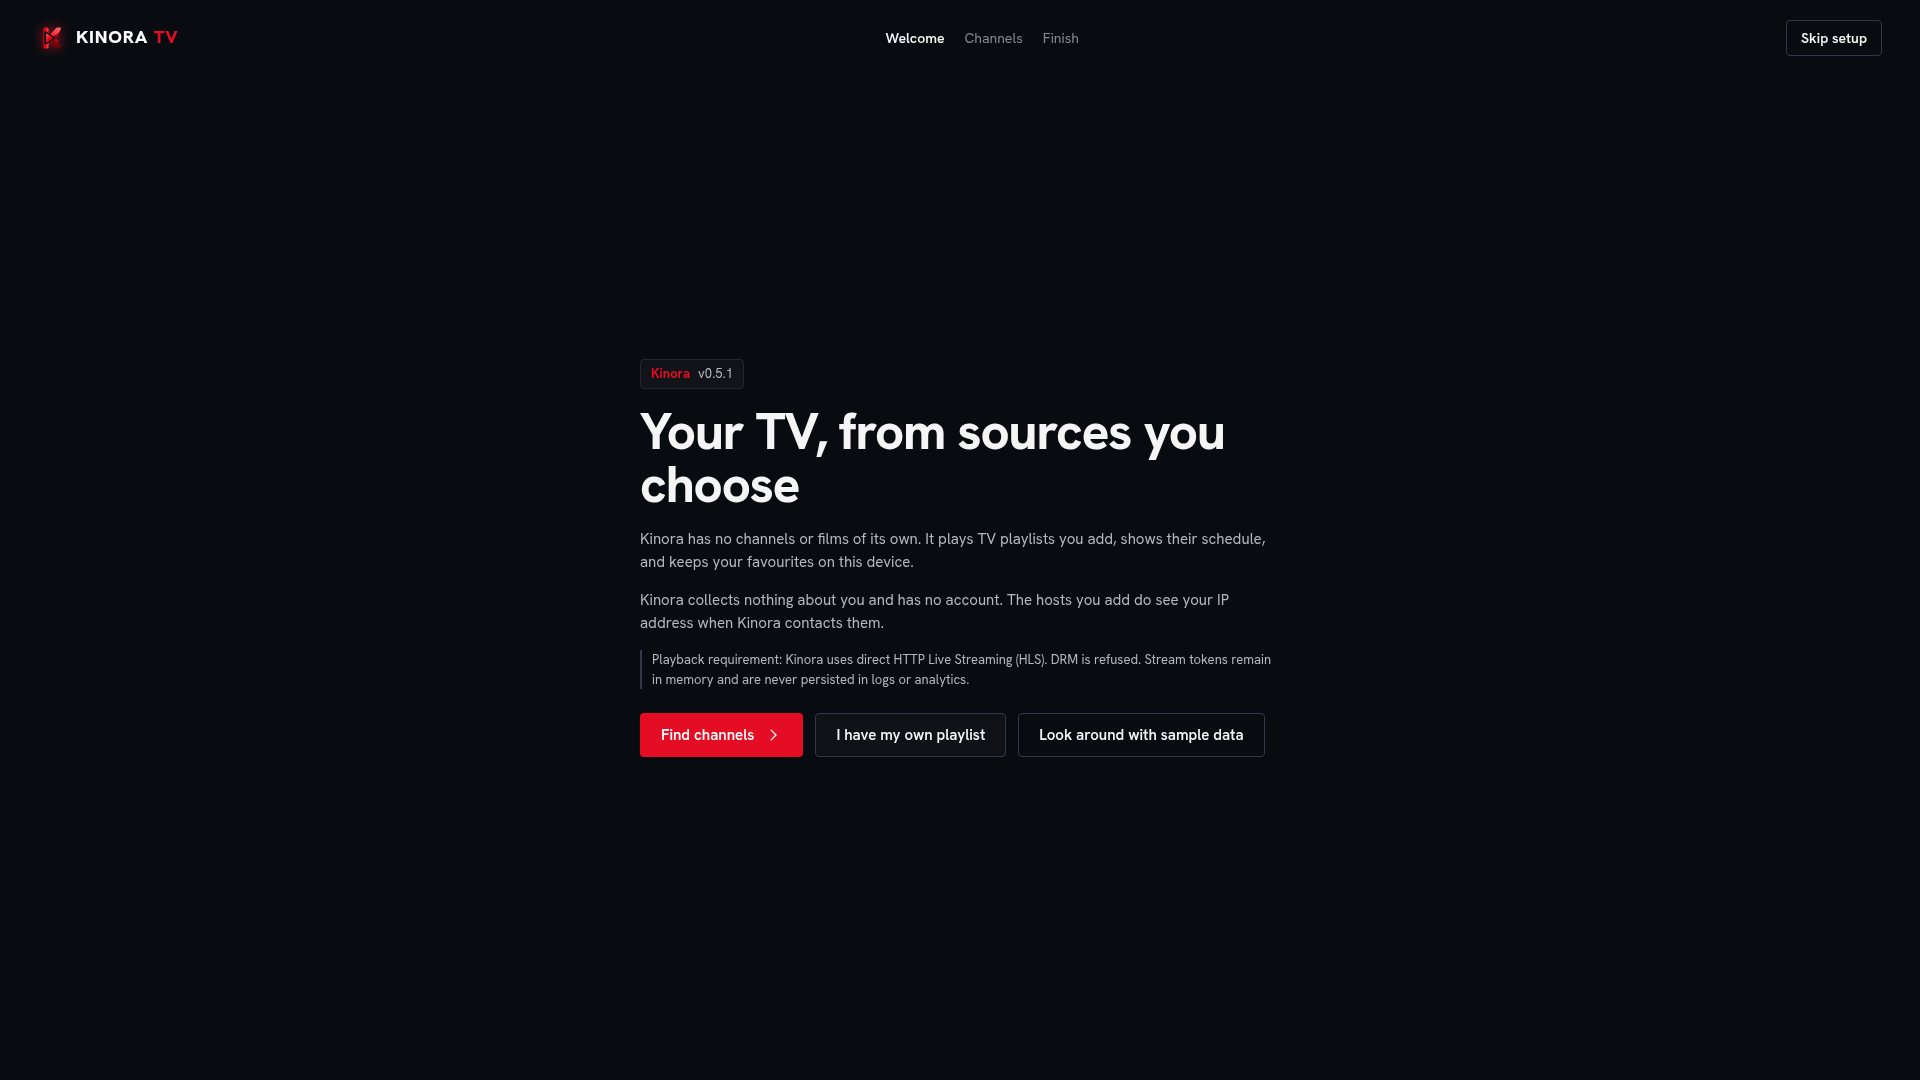 KINORA TV
Welcome
Channels
Finish
Skip setup
Kinora v0.5.1
Your TV, from sources you
choose
Kinora has no channels or films of its own. It plays TV playlists you add, shows their schedule,
and keeps your favourites on this device.
Kinora collects nothing about you and has no account. The hosts you add do see your IP
address when Kinora contacts them.
Playback requirement: Kinora uses direct HTTP Live Streaming (HLS). DRM is refused. Stream tokens remain
in memory and are never persisted in logs or analytics.
Find channels
I have my own playlist
Look around with sample data